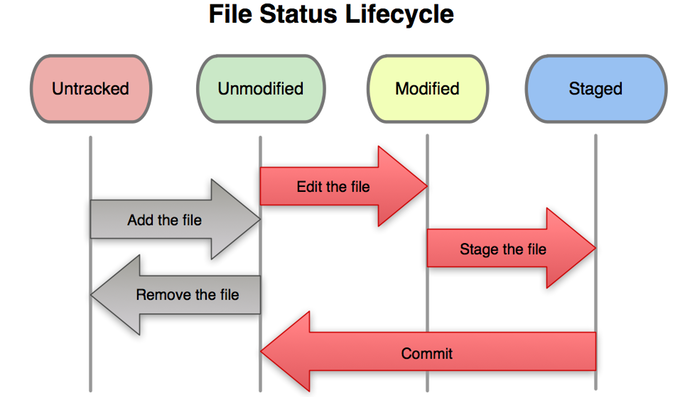 File Status Lifecycle
Untracked
Unmodified
Modified
Staged
Edit the file
Add the file
Stage the file
Remove the file
Commit